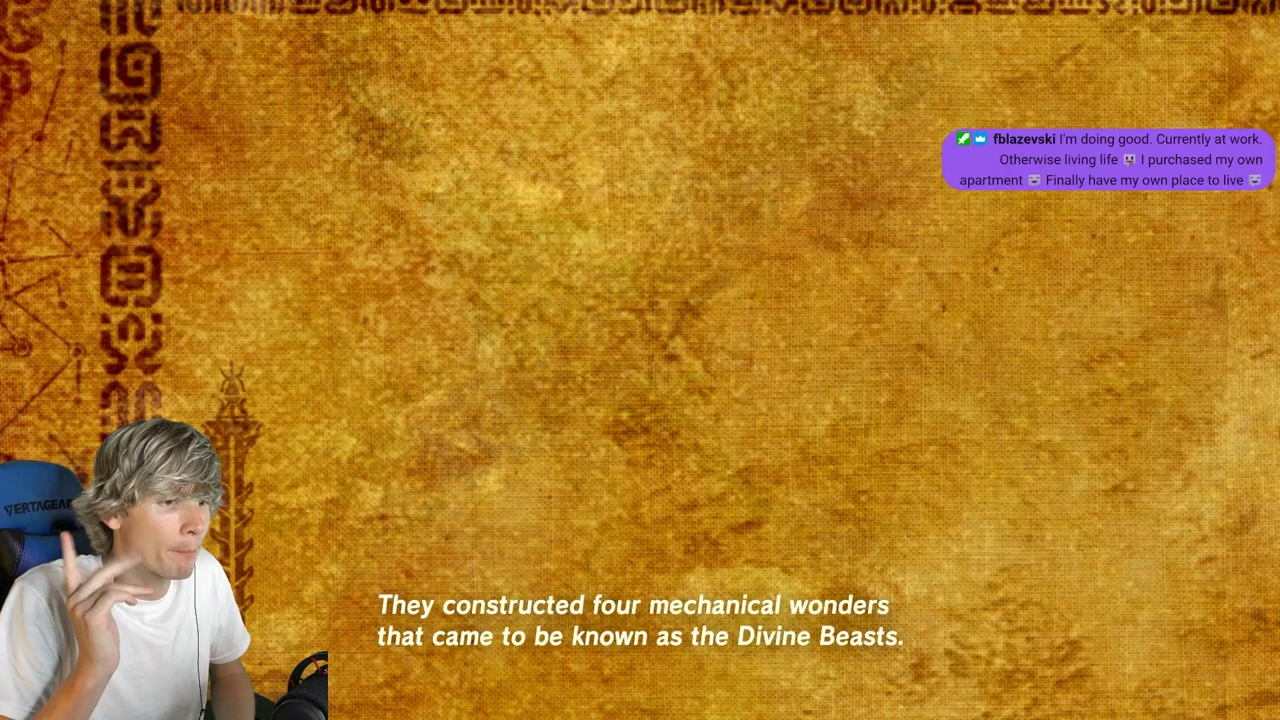 fblazevski I'm doing good. Currently at work.
Otherwise living life I purchased my own
apartment Finally have my own place to live
VERTAGEAR
They constructed four mechanical wonders
that came to be known as the Divine Beasts.